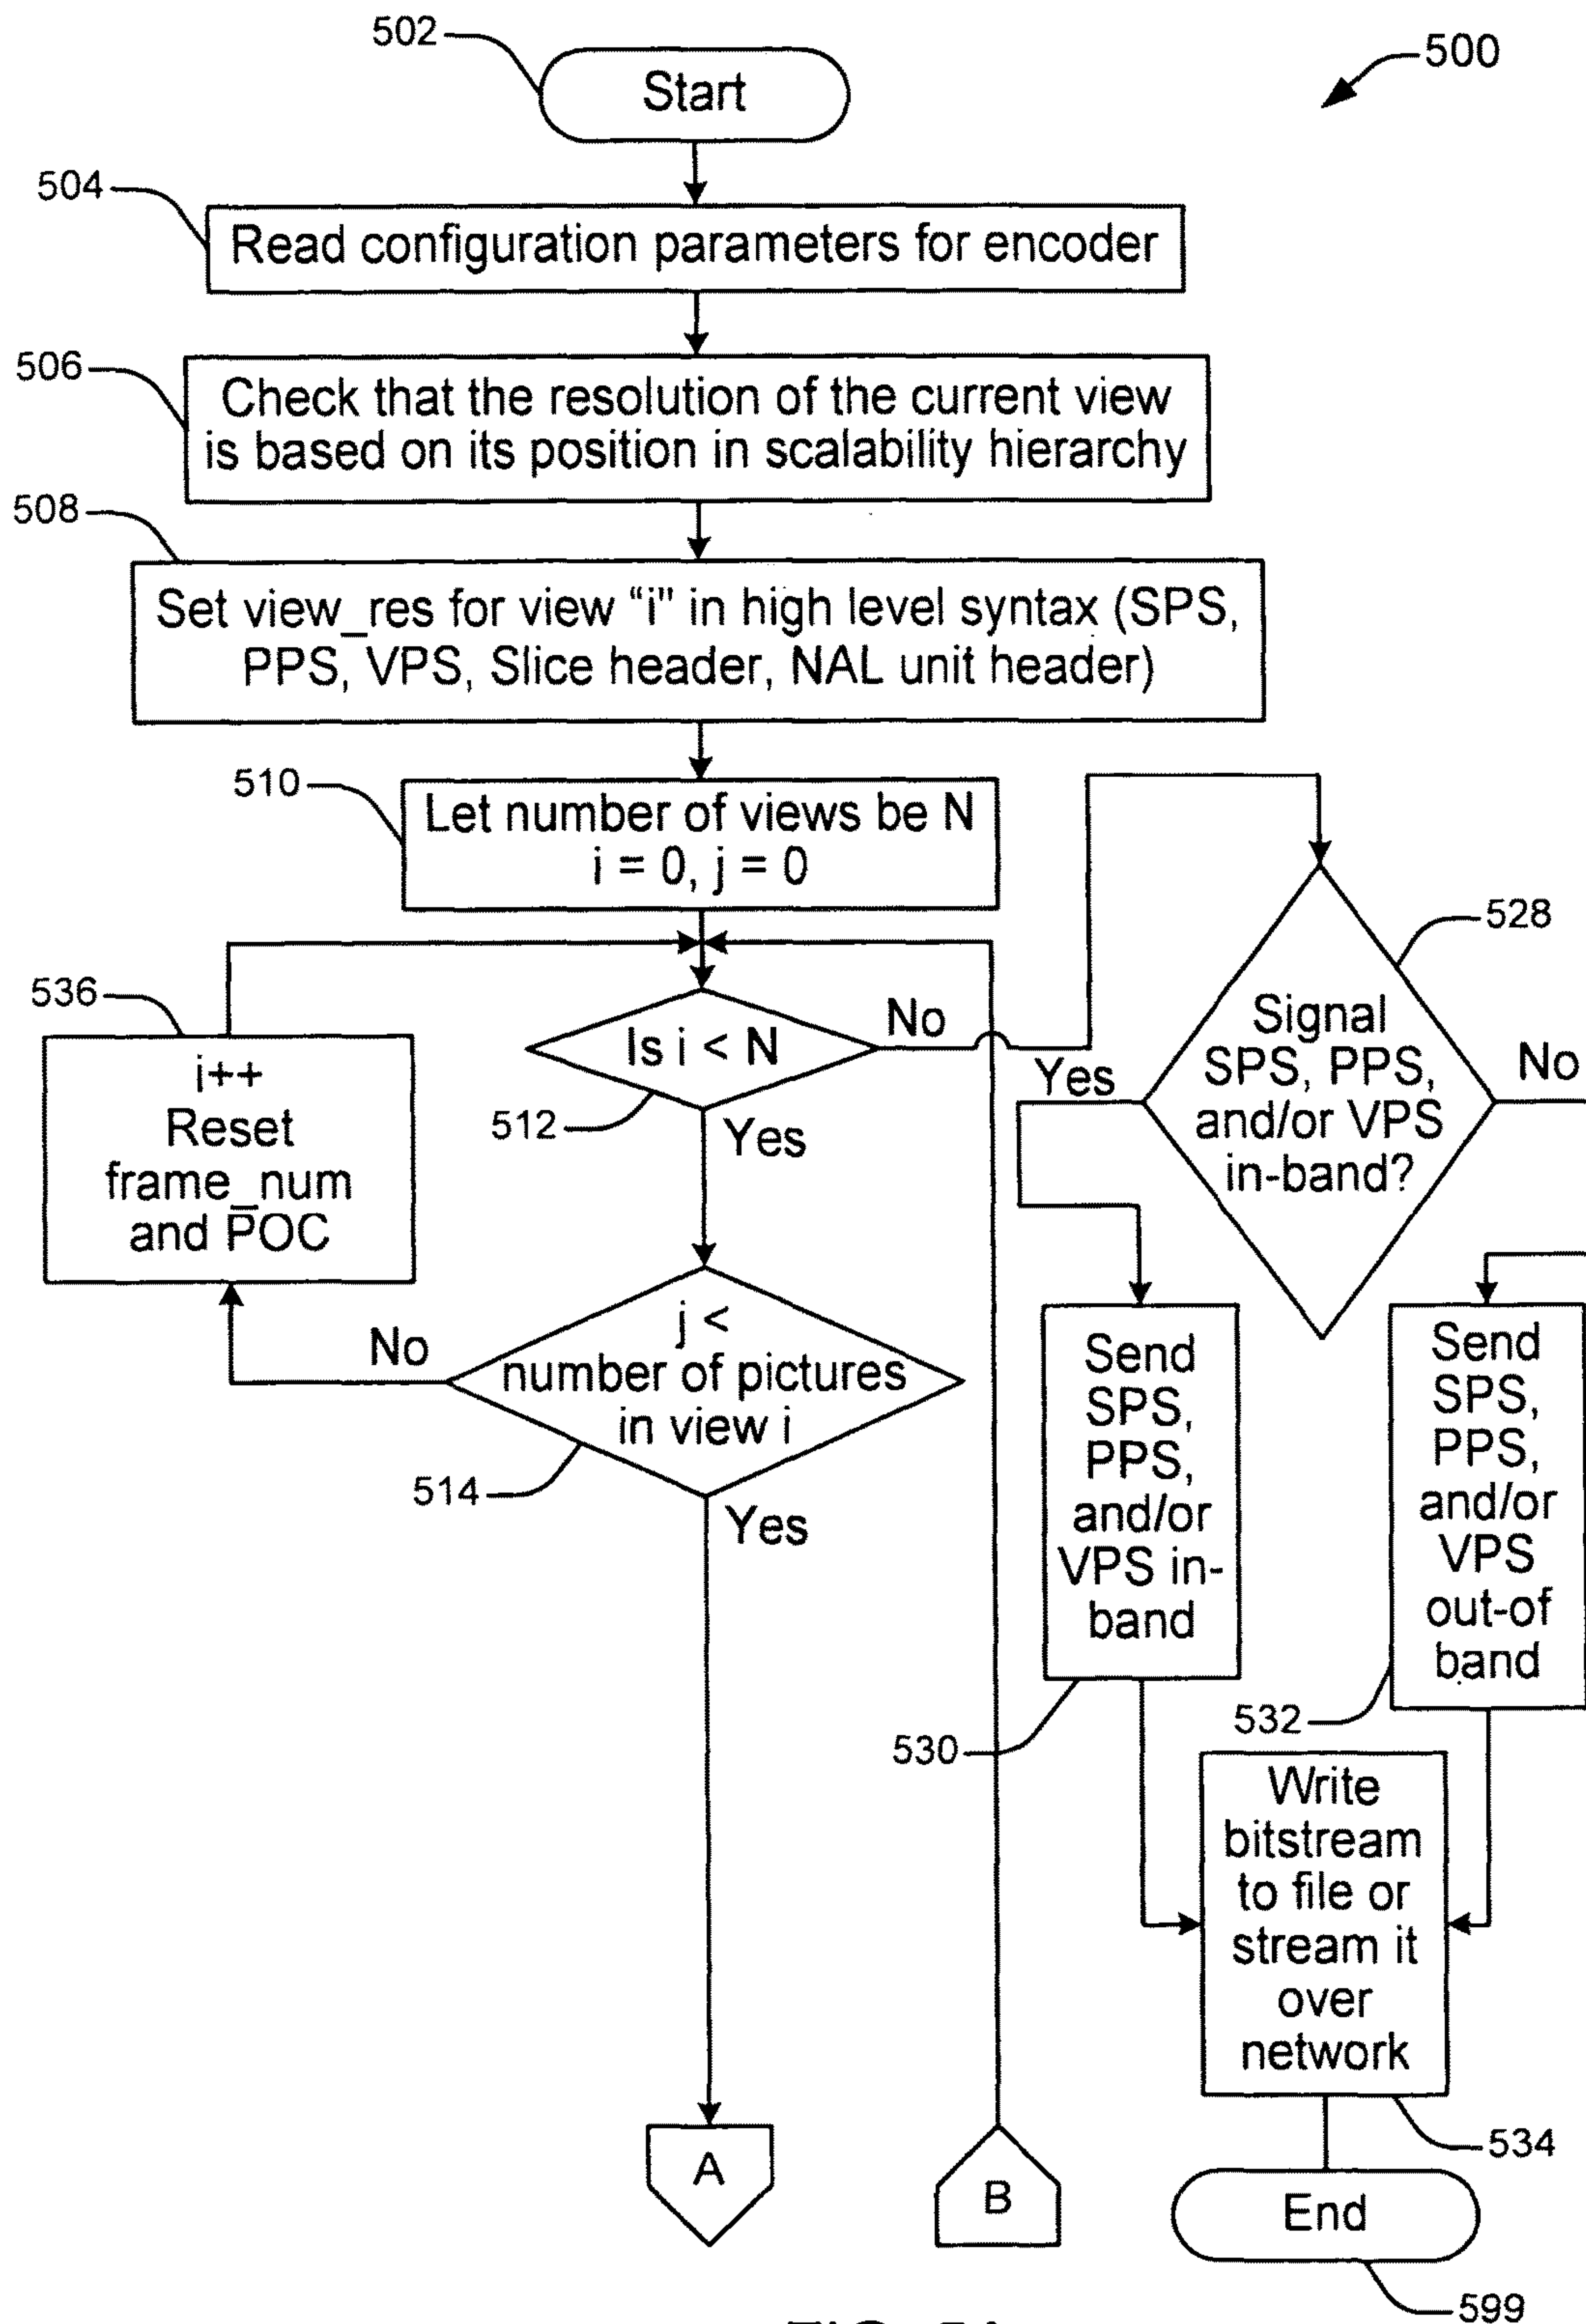 502
Start
500
504
Read configuration parameters for encoder
506
Check that the resolution of the current view
is based on its position in scalability hierarchy
508
Set view_res for view “i” in high level syntax (SPS,
PPS, VPS, Slice header, NAL unit header)
510
Let number of views be N
i = 0, j = 0
536
i++
Reset
frame_num
and POC
Is i < N
No
512
Yes
528
Signal
SPS, PPS,
and/or VPS
in-band?
Yes
No
j <
number of pictures
in view i
No
514
Yes
Send
SPS,
PPS,
and/or
VPS in-
band
530
Send
SPS,
PPS,
and/or
VPS
out-of
band
532
Write
bitstream
to file or
stream it
over
network
534
A
B
End
599